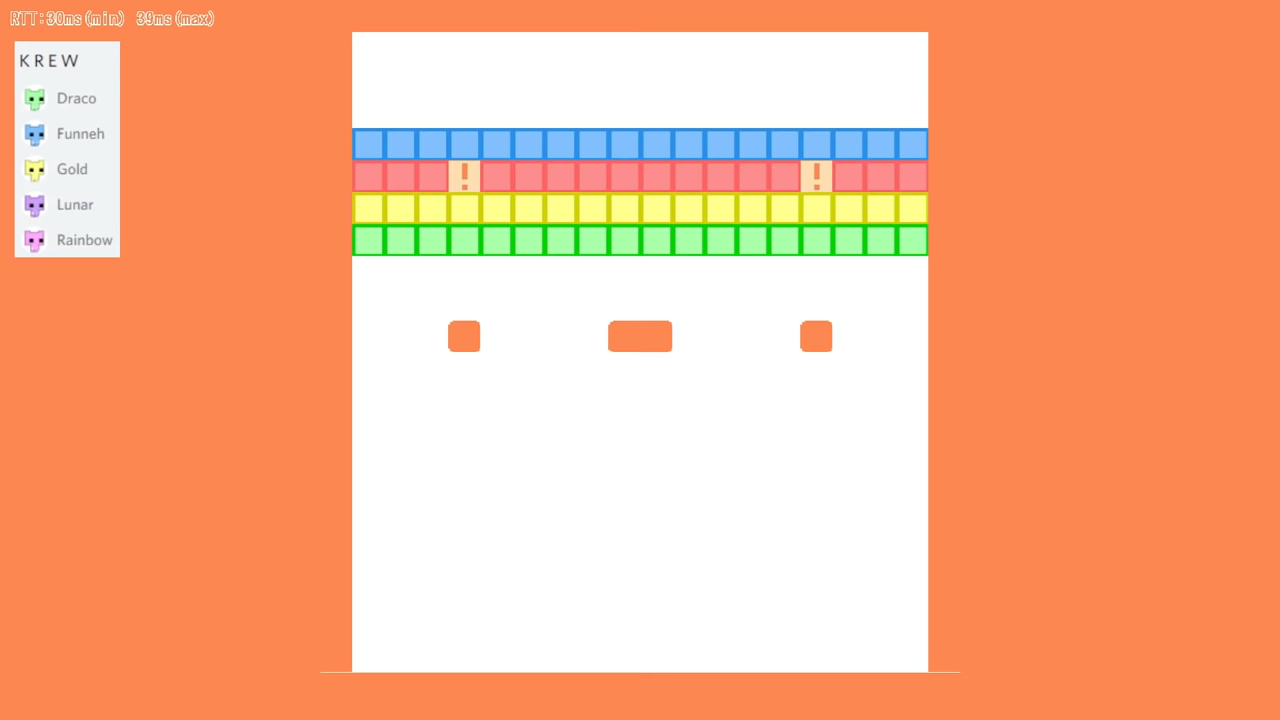 RTT:30ms(min) 39ms(max)
KREW
Draco
Funneh
Gold
Lunar
Rainbow
! !